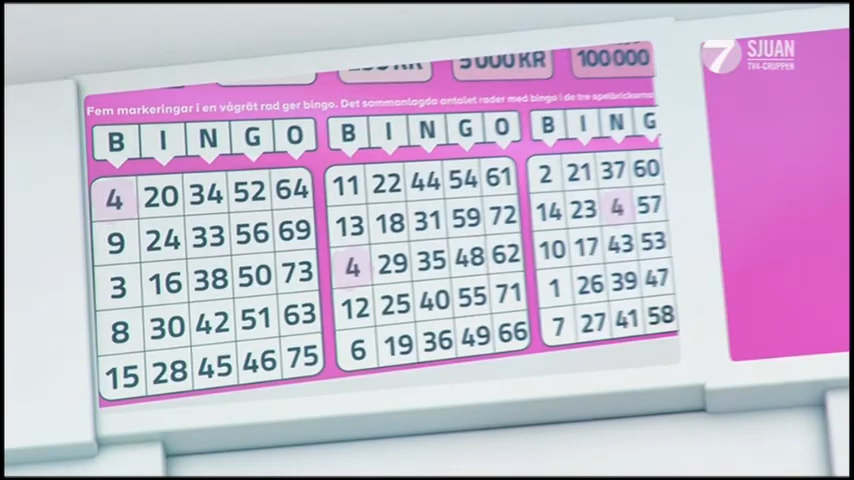 5 000 KR
100 000
7 SJUAN
TV4-GRUPPEN
Fem markeringar i en vågrät rad ger bingo. Det sammanlagda antalet rader med bingo i de tre spelbrickorna
B I N G O B I N G O B I N G
4 20 34 52 64 11 22 44 54 61 2 21 37 60
9 24 33 56 69 13 18 31 59 72 14 23 4 57
3 16 38 50 73 4 29 35 48 62 10 17 43 53
8 30 42 51 63 12 25 40 55 71 1 26 39 47
15 28 45 46 75 6 19 36 49 66 7 27 41 58